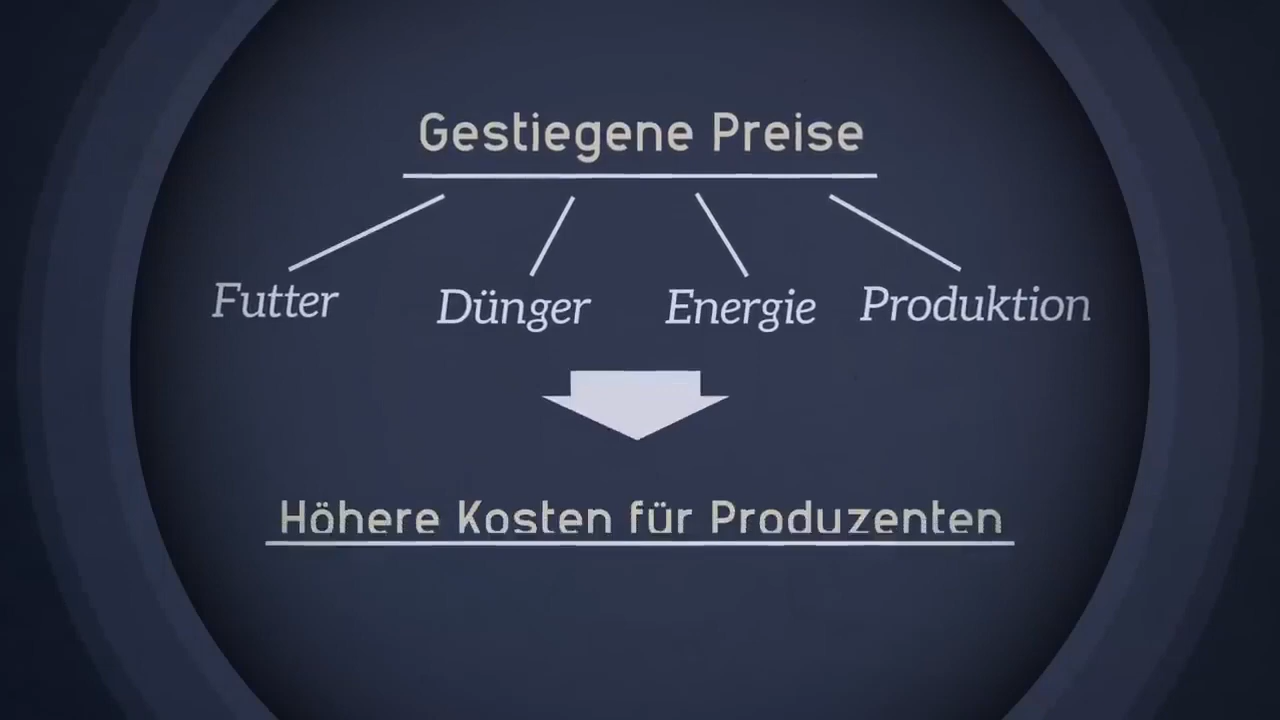 Gestiegene Preise
Futter Dünger Energie Produktion
Höhere Kosten für Produzenten